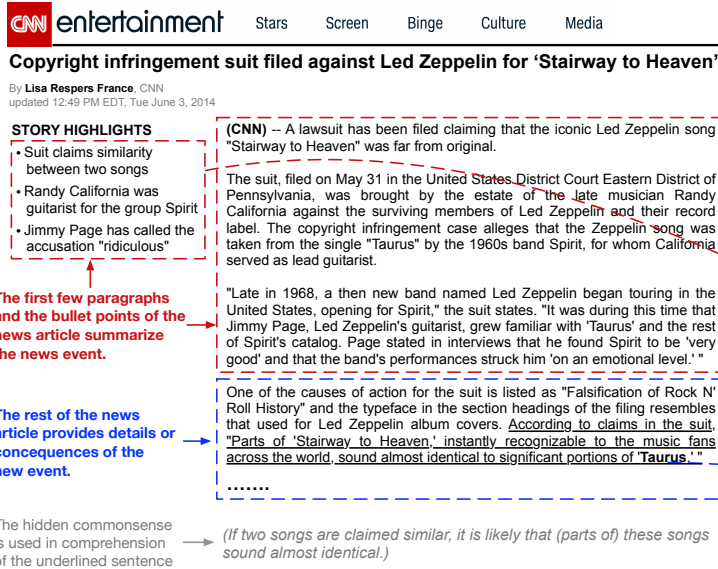 CNN entertainment Stars Screen Binge Culture Media
Copyright infringement suit filed against Led Zeppelin for ‘Stairway to Heaven’
By Lisa Respers France, CNN
updated 12:49 PM EDT, Tue June 3, 2014
STORY HIGHLIGHTS
• Suit claims similarity
between two songs
• Randy California was
guitarist for the group Spirit
• Jimmy Page has called the
accusation "ridiculous"
The first few paragraphs
and the bullet points of the
news article summarize
the news event.
The rest of the news
article provides details or
concequences of the
new event.
The hidden commonsense
is used in comprehension
of the underlined sentence
(CNN) -- A lawsuit has been filed claiming that the iconic Led Zeppelin song
"Stairway to Heaven" was far from original.
The suit, filed on May 31 in the United States District Court Eastern District of
Pennsylvania, was brought by the estate of the late musician Randy
California against the surviving members of Led Zeppelin and their record
label. The copyright infringement case alleges that the Zeppelin song was
taken from the single "Taurus" by the 1960s band Spirit, for whom California
served as lead guitarist.
"Late in 1968, a then new band named Led Zeppelin began touring in the
United States, opening for Spirit," the suit states. "It was during this time that
Jimmy Page, Led Zeppelin's guitarist, grew familiar with 'Taurus' and the rest
of Spirit's catalog. Page stated in interviews that he found Spirit to be 'very
good' and that the band's performances struck him 'on an emotional level.' "
One of the causes of action for the suit is listed as "Falsification of Rock N'
Roll History" and the typeface in the section headings of the filing resembles
that used for Led Zeppelin album covers. According to claims in the suit,
"Parts of 'Stairway to Heaven,' instantly recognizable to the music fans
across the world, sound almost identical to significant portions of 'Taurus.' "
.......
(If two songs are claimed similar, it is likely that (parts of) these songs
sound almost identical.)